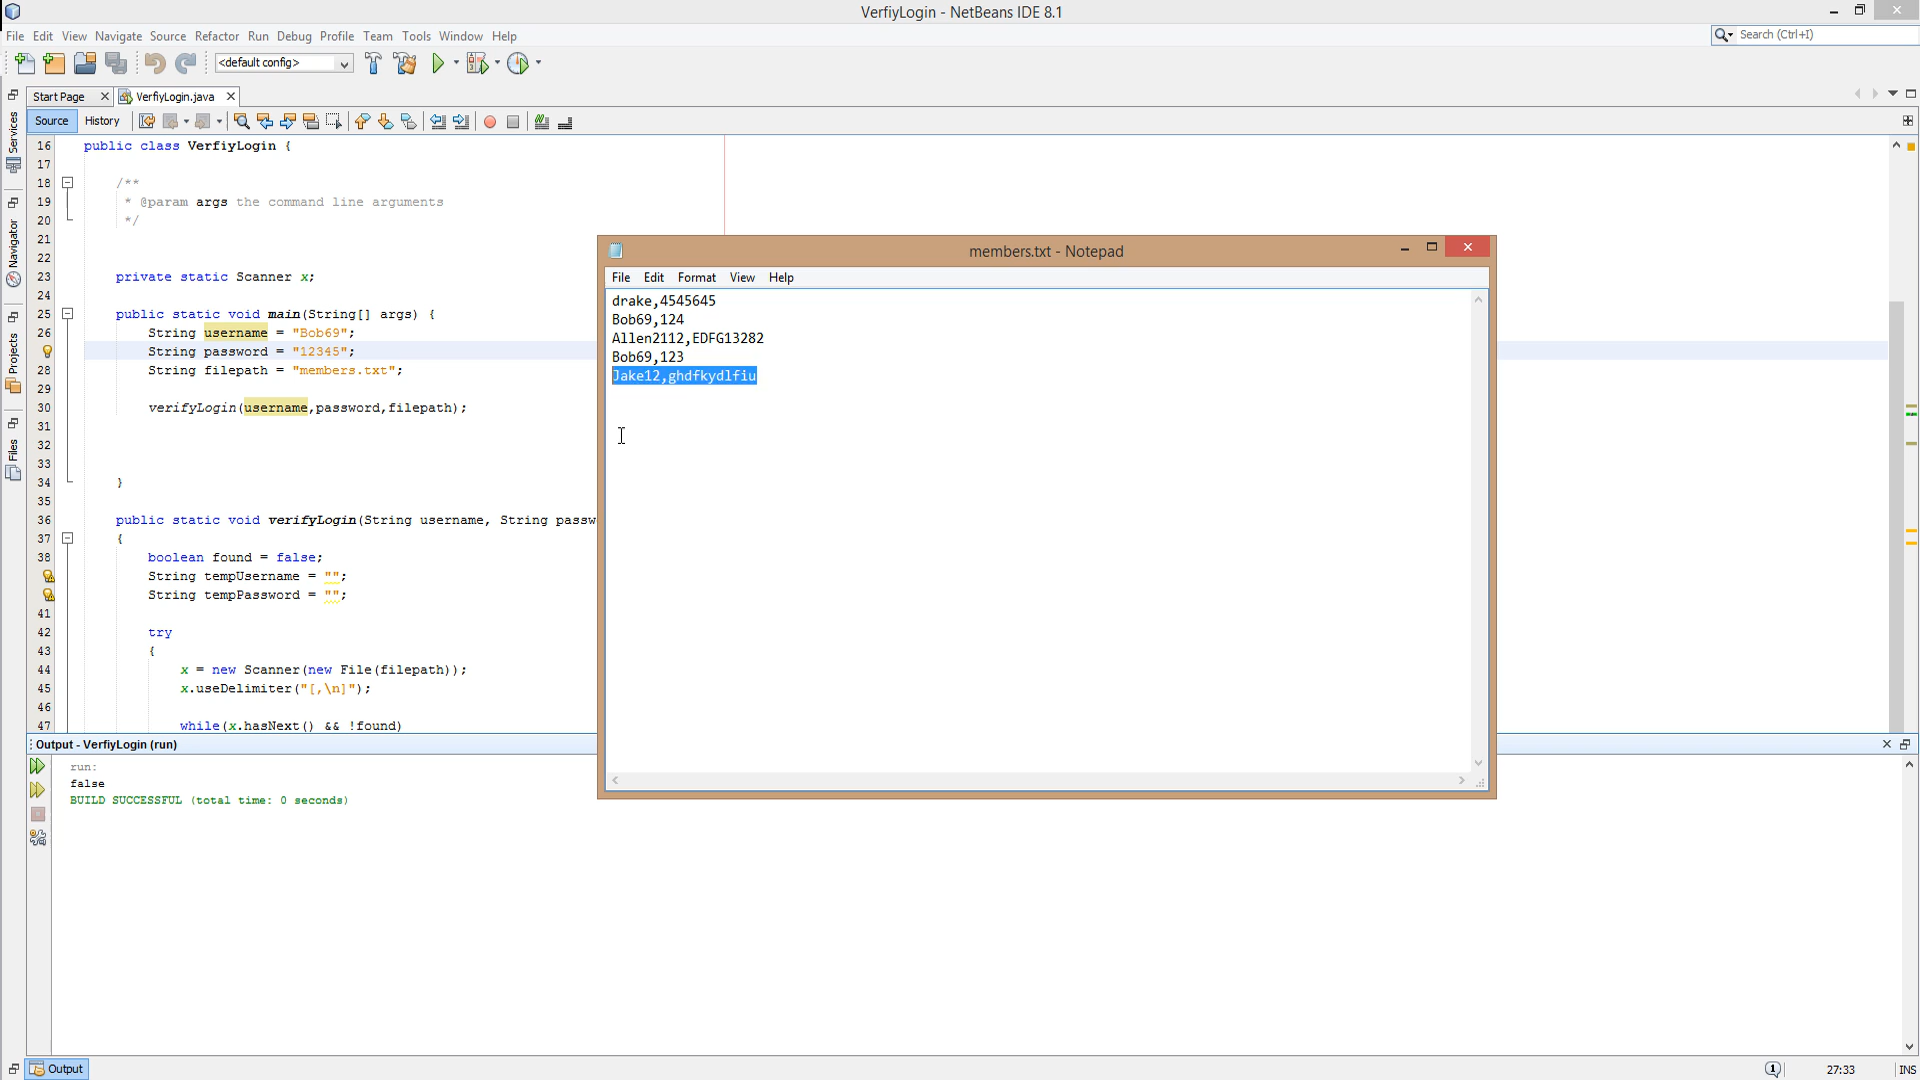 VerfiyLogin - NetBeans IDE 8.1
File Edit View Navigate Source Refactor Run Debug Profile Team Tools Window Help
Search (Ctrl+I)
<default config>
Start Page
VerfiyLogin.java
Source
History
Services
Navigator
Projects
Files
16 public class VerfiyLogin {
17
18 /**
19 * @param args the command line arguments
20 */
21
22
23 private static Scanner x;
24
25 public static void main(String[] args) {
26 String username = "Bob69";
String password = "12345";
28 String filepath = "members.txt";
29
30 verifyLogin(username,password,filepath);
31
32
33
34 }
35
36 public static void verifyLogin(String username, String passw
37 {
38 boolean found = false;
String tempUsername = "";
String tempPassword = "";
41
42 try
43 {
44 x = new Scanner(new File(filepath));
45 x.useDelimiter("[,\n]");
46
47 while(x.hasNext() && !found)
members.txt - Notepad
File Edit Format View Help
drake,4545645
Bob69,124
Allen2112,EDFG13282
Bob69,123
Jake12,ghdfkydlfiu
Output - VerfiyLogin (run)
run:
false
BUILD SUCCESSFUL (total time: 0 seconds)
Output
1
27:33
INS